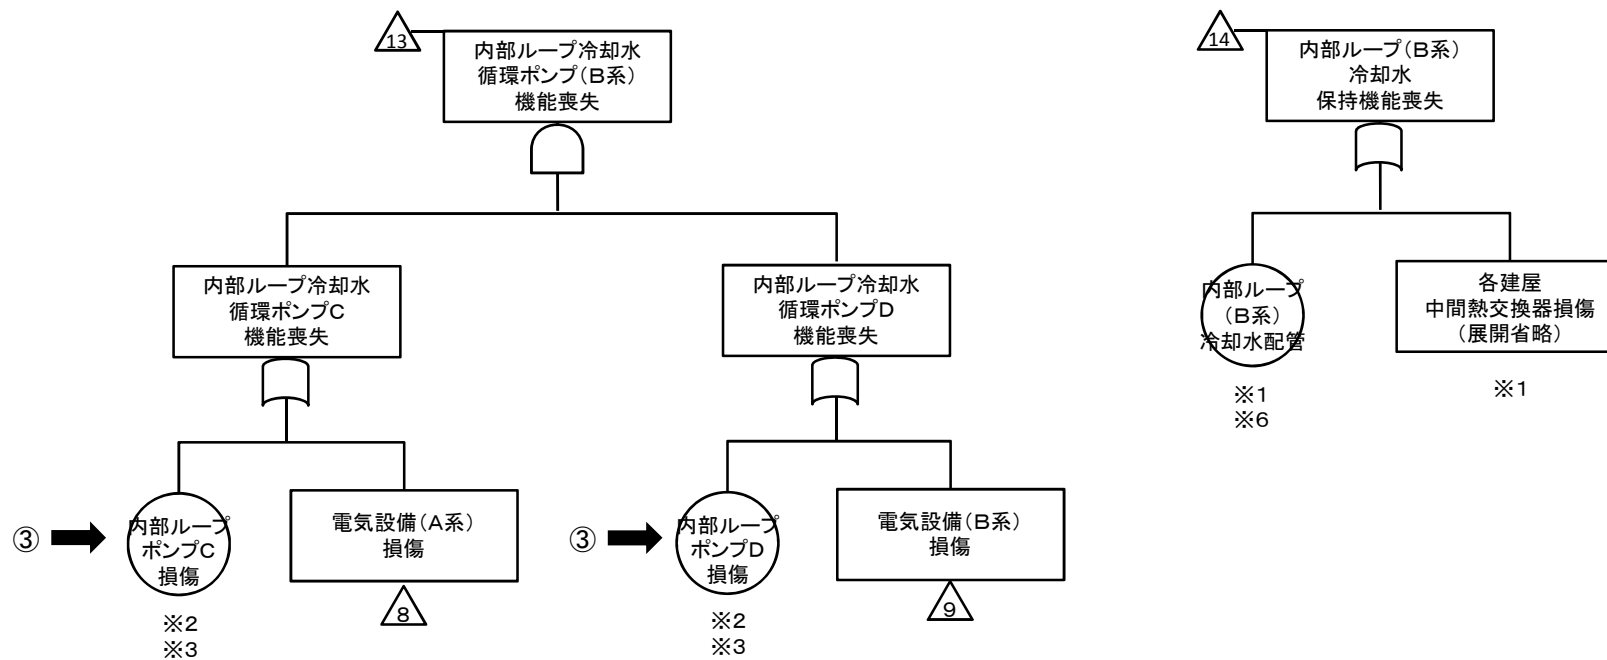 13
内部ループ冷却水
循環ポンプ(B系)
機能喪失
内部ループ冷却水
循環ポンプC
機能喪失
内部ループ冷却水
循環ポンプD
機能喪失
③
内部ループ
ポンプC
損傷
※2
※3
電気設備(A系)
損傷
8
③
内部ループ
ポンプD
損傷
※2
※3
電気設備(B系)
損傷
9
14
内部ループ(B系)
冷却水
保持機能喪失
内部ループ
(B系)
冷却水配管
※1
※6
各建屋
中間熱交換器損傷
(展開省略)
※1